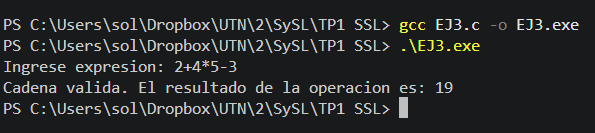 PS C:\Users\sol\Dropbox\UTN\2\SySL\TP1 SSL> gcc EJ3.c -o EJ3.exe
PS C:\Users\sol\Dropbox\UTN\2\SySL\TP1 SSL> .\EJ3.exe
Ingrese expresion: 2+4*5-3
Cadena valida. El resultado de la operacion es: 19
PS C:\Users\sol\Dropbox\UTN\2\SySL\TP1 SSL>